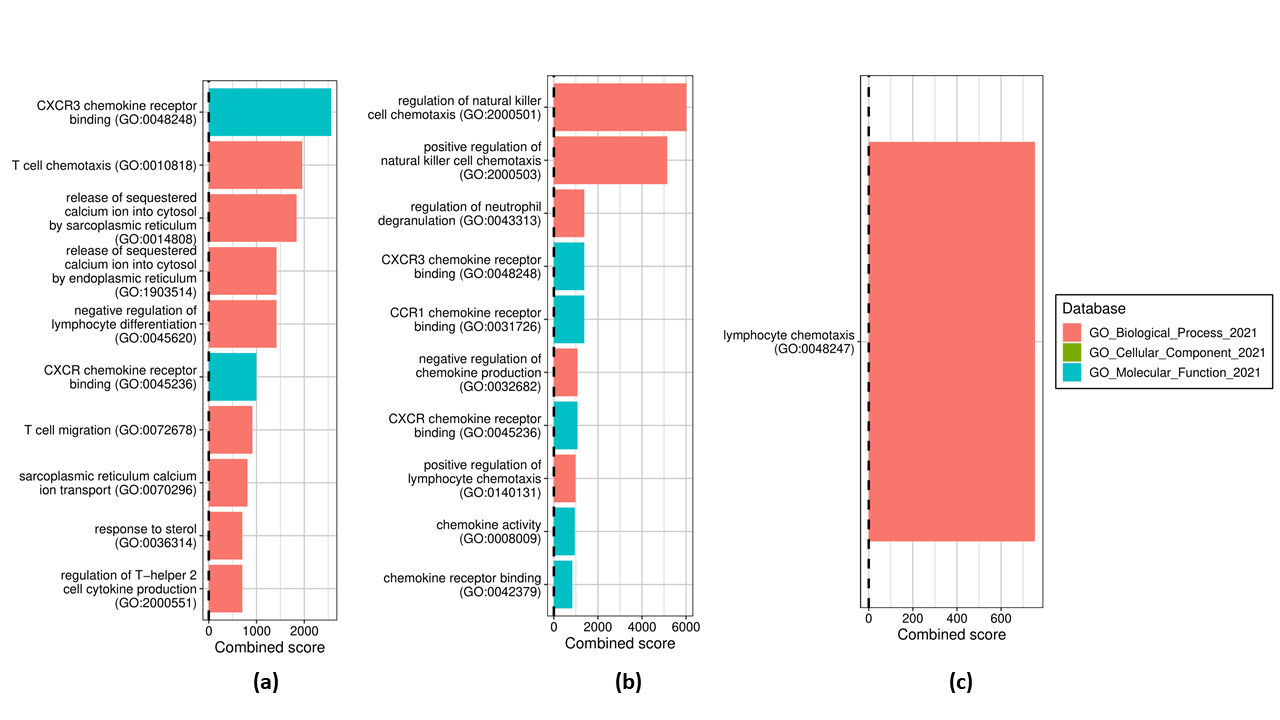 CXCR3 chemokine receptor
binding (GO:0048248)
T cell chemotaxis (GO:0010818)
release of sequestered
calcium ion into cytosol
by sarcoplasmic reticulum
(GO:0014808)
release of sequestered
calcium ion into cytosol
by endoplasmic reticulum
(GO:1903514)
negative regulation of
lymphocyte differentiation
(GO:0045620)
CXCR chemokine receptor
binding (GO:0045236)
T cell migration (GO:0072678)
sarcoplasmic reticulum calcium
ion transport (GO:0070296)
response to sterol
(GO:0036314)
regulation of T−helper 2
cell cytokine production
(GO:2000551)
0 1000 2000
Combined score
(a)
regulation of natural killer
cell chemotaxis (GO:2000501)
positive regulation of
natural killer cell chemotaxis
(GO:2000503)
regulation of neutrophil
degranulation (GO:0043313)
CXCR3 chemokine receptor
binding (GO:0048248)
CCR1 chemokine receptor
binding (GO:0031726)
negative regulation of
chemokine production
(GO:0032682)
CXCR chemokine receptor
binding (GO:0045236)
positive regulation of
lymphocyte chemotaxis
(GO:0140131)
chemokine activity
(GO:0008009)
chemokine receptor binding
(GO:0042379)
0 2000 4000 6000
Combined score
(b)
lymphocyte chemotaxis
(GO:0048247)
0 200 400 600
Combined score
(c)
Database
GO_Biological_Process_2021
GO_Cellular_Component_2021
GO_Molecular_Function_2021